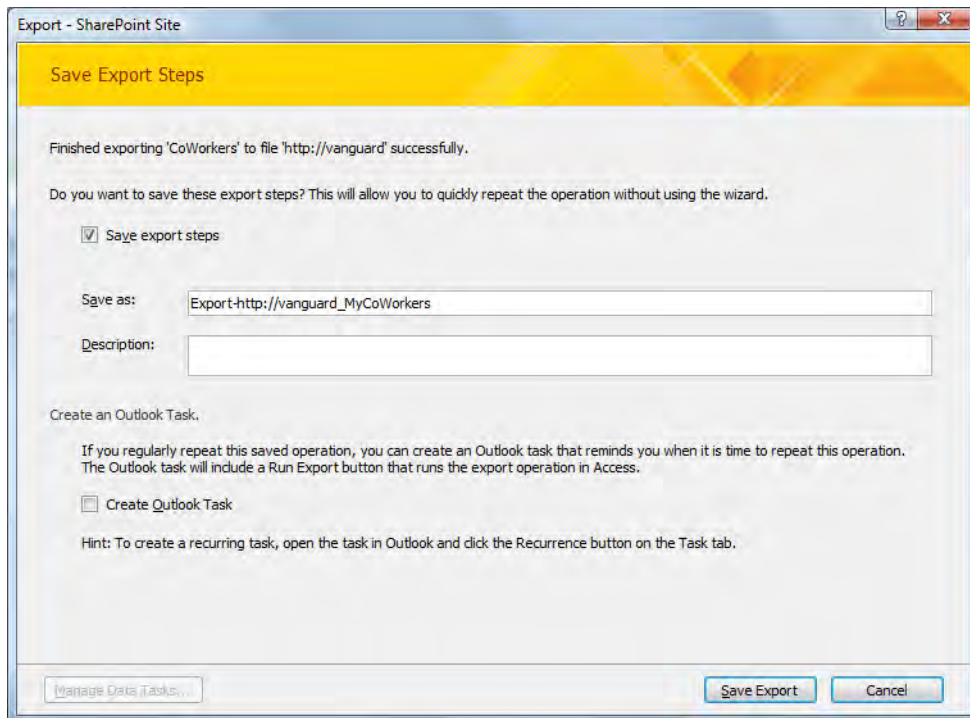 Export - SharePoint Site
Save Export Steps
Finished exporting 'CoWorkers' to file 'http://vanguard' successfully.
Do you want to save these export steps? This will allow you to quickly repeat the operation without using the wizard.
Save export steps
Save as:
Export-http://vanguard_MyCoWorkers
Description:
Create an Outlook Task.
If you regularly repeat this saved operation, you can create an Outlook task that reminds you when it is time to repeat this operation.
The Outlook task will include a Run Export button that runs the export operation in Access.
Create Outlook Task
Hint: To create a recurring task, open the task in Outlook and click the Recurrence button on the Task tab.
Manage Data Tasks...
Save Export
Cancel